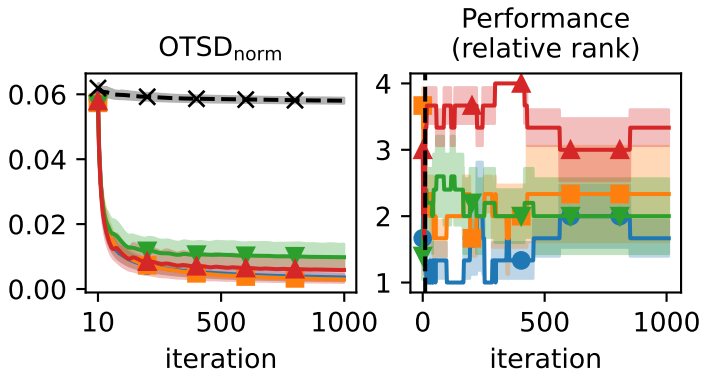 OTSDnorm
Performance
(relative rank)
0.06
0.04
0.02
0.00
10
500
1000
iteration
4
3
2
1
0
500
1000
iteration